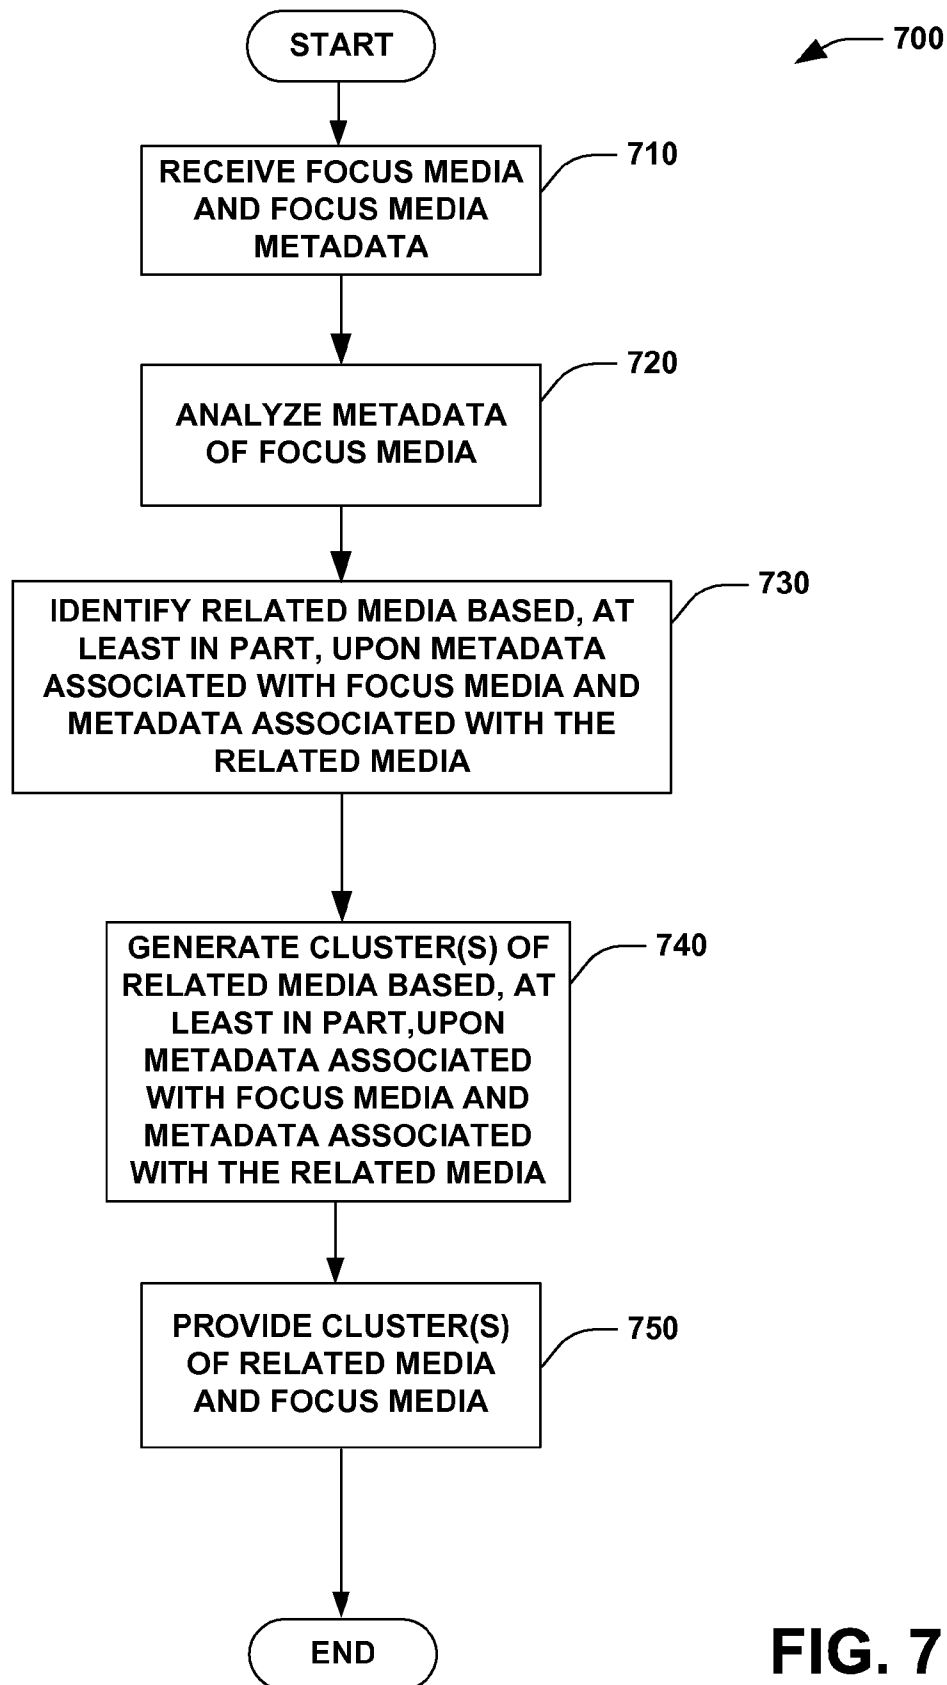 START
700
RECEIVE FOCUS MEDIA
AND FOCUS MEDIA
METADATA
710
ANALYZE METADATA
OF FOCUS MEDIA
720
IDENTIFY RELATED MEDIA BASED, AT
LEAST IN PART, UPON METADATA
ASSOCIATED WITH FOCUS MEDIA AND
METADATA ASSOCIATED WITH THE
RELATED MEDIA
730
GENERATE CLUSTER(S) OF
RELATED MEDIA BASED, AT
LEAST IN PART,UPON
METADATA ASSOCIATED
WITH FOCUS MEDIA AND
METADATA ASSOCIATED
WITH THE RELATED MEDIA
740
PROVIDE CLUSTER(S)
OF RELATED MEDIA
AND FOCUS MEDIA
750
END
FIG. 7